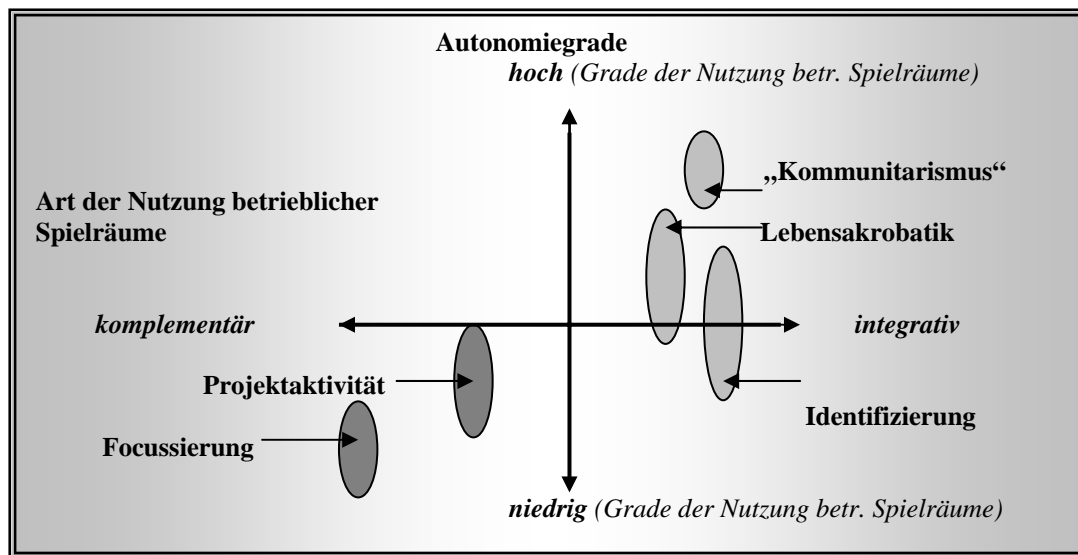 Autonomiegrade
hoch (Grade der Nutzung betr. Spielräume)
„Kommunitarismus“
Art der Nutzung betrieblicher
Spielräume
Lebensakrobatik
komplementär
integrativ
Projektaktivität
Identifizierung
Focussierung
niedrig (Grade der Nutzung betr. Spielräume)